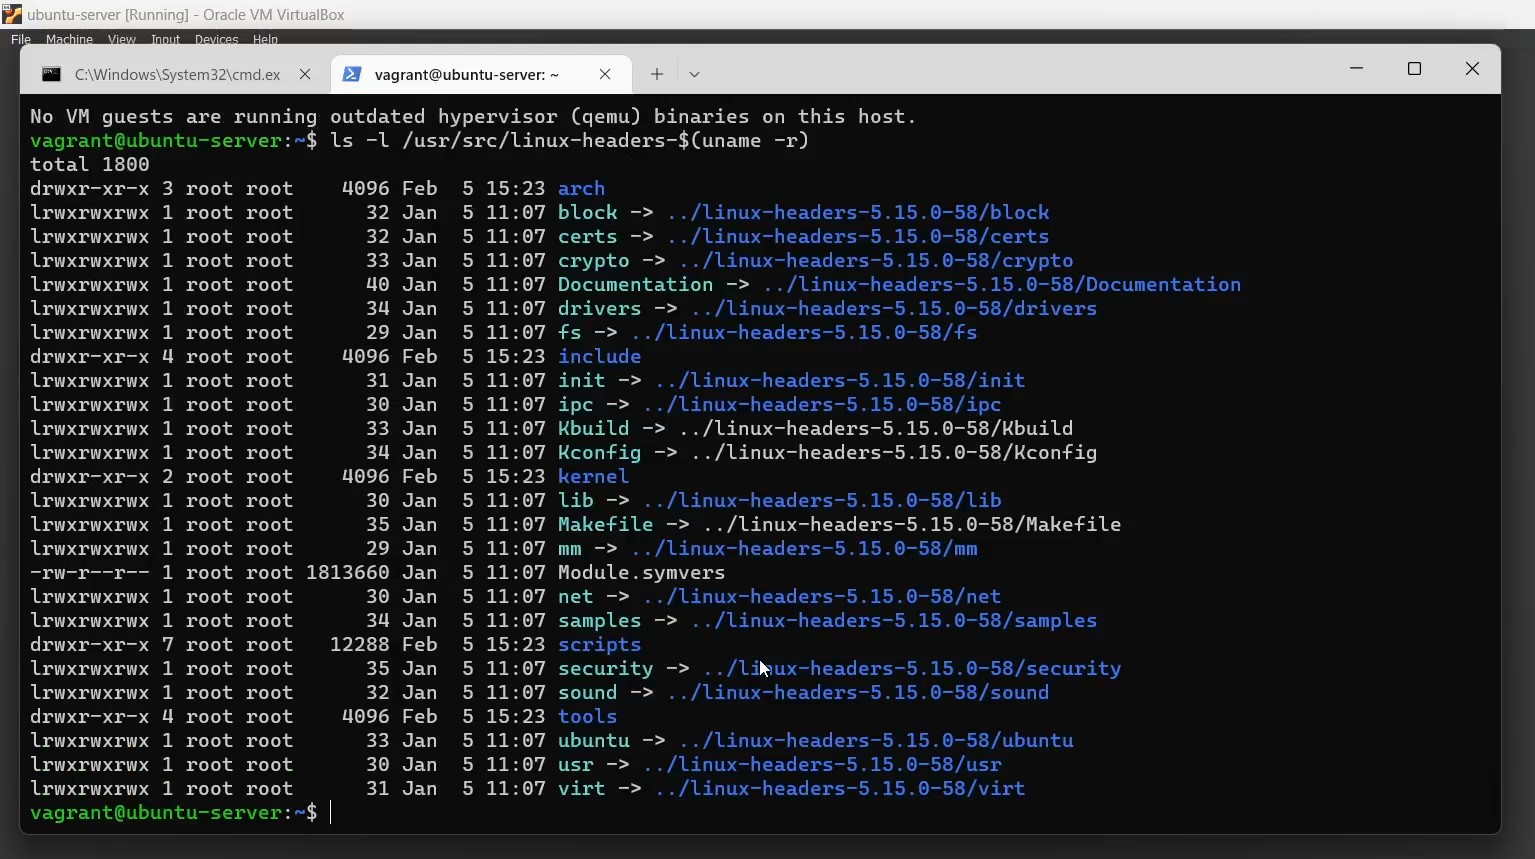 ubuntu-server [Running] - Oracle VM VirtualBox
File Machine View Input Devices Help
C:\Windows\System32\cmd.ex vagrant@ubuntu-server: ~
No VM guests are running outdated hypervisor (qemu) binaries on this host.
vagrant@ubuntu-server:~$ ls -l /usr/src/linux-headers-$(uname -r)
total 1800
drwxr-xr-x 3 root root    4096 Feb  5 15:23 arch
lrwxrwxrwx 1 root root      32 Jan  5 11:07 block -> ../linux-headers-5.15.0-58/block
lrwxrwxrwx 1 root root      32 Jan  5 11:07 certs -> ../linux-headers-5.15.0-58/certs
lrwxrwxrwx 1 root root      33 Jan  5 11:07 crypto -> ../linux-headers-5.15.0-58/crypto
lrwxrwxrwx 1 root root      40 Jan  5 11:07 Documentation -> ../linux-headers-5.15.0-58/Documentation
lrwxrwxrwx 1 root root      34 Jan  5 11:07 drivers -> ../linux-headers-5.15.0-58/drivers
lrwxrwxrwx 1 root root      29 Jan  5 11:07 fs -> ../linux-headers-5.15.0-58/fs
drwxr-xr-x 4 root root    4096 Feb  5 15:23 include
lrwxrwxrwx 1 root root      31 Jan  5 11:07 init -> ../linux-headers-5.15.0-58/init
lrwxrwxrwx 1 root root      30 Jan  5 11:07 ipc -> ../linux-headers-5.15.0-58/ipc
lrwxrwxrwx 1 root root      33 Jan  5 11:07 Kbuild -> ../linux-headers-5.15.0-58/Kbuild
lrwxrwxrwx 1 root root      34 Jan  5 11:07 Kconfig -> ../linux-headers-5.15.0-58/Kconfig
drwxr-xr-x 2 root root    4096 Feb  5 15:23 kernel
lrwxrwxrwx 1 root root      30 Jan  5 11:07 lib -> ../linux-headers-5.15.0-58/lib
lrwxrwxrwx 1 root root      35 Jan  5 11:07 Makefile -> ../linux-headers-5.15.0-58/Makefile
lrwxrwxrwx 1 root root      29 Jan  5 11:07 mm -> ../linux-headers-5.15.0-58/mm
-rw-r--r-- 1 root root 1813660 Jan  5 11:07 Module.symvers
lrwxrwxrwx 1 root root      30 Jan  5 11:07 net -> ../linux-headers-5.15.0-58/net
lrwxrwxrwx 1 root root      34 Jan  5 11:07 samples -> ../linux-headers-5.15.0-58/samples
drwxr-xr-x 7 root root   12288 Feb  5 15:23 scripts
lrwxrwxrwx 1 root root      35 Jan  5 11:07 security -> ../linux-headers-5.15.0-58/security
lrwxrwxrwx 1 root root      32 Jan  5 11:07 sound -> ../linux-headers-5.15.0-58/sound
drwxr-xr-x 4 root root    4096 Feb  5 15:23 tools
lrwxrwxrwx 1 root root      33 Jan  5 11:07 ubuntu -> ../linux-headers-5.15.0-58/ubuntu
lrwxrwxrwx 1 root root      30 Jan  5 11:07 usr -> ../linux-headers-5.15.0-58/usr
lrwxrwxrwx 1 root root      31 Jan  5 11:07 virt -> ../linux-headers-5.15.0-58/virt
vagrant@ubuntu-server:~$